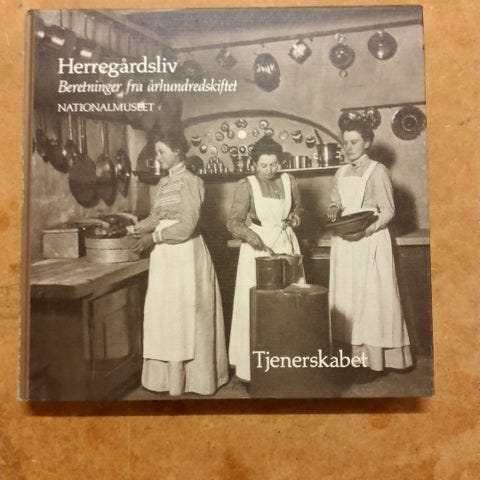 Herregårdsliv
Beretninger fra århundredskiftet
NATIONALMUSEET
Tjenerskabet